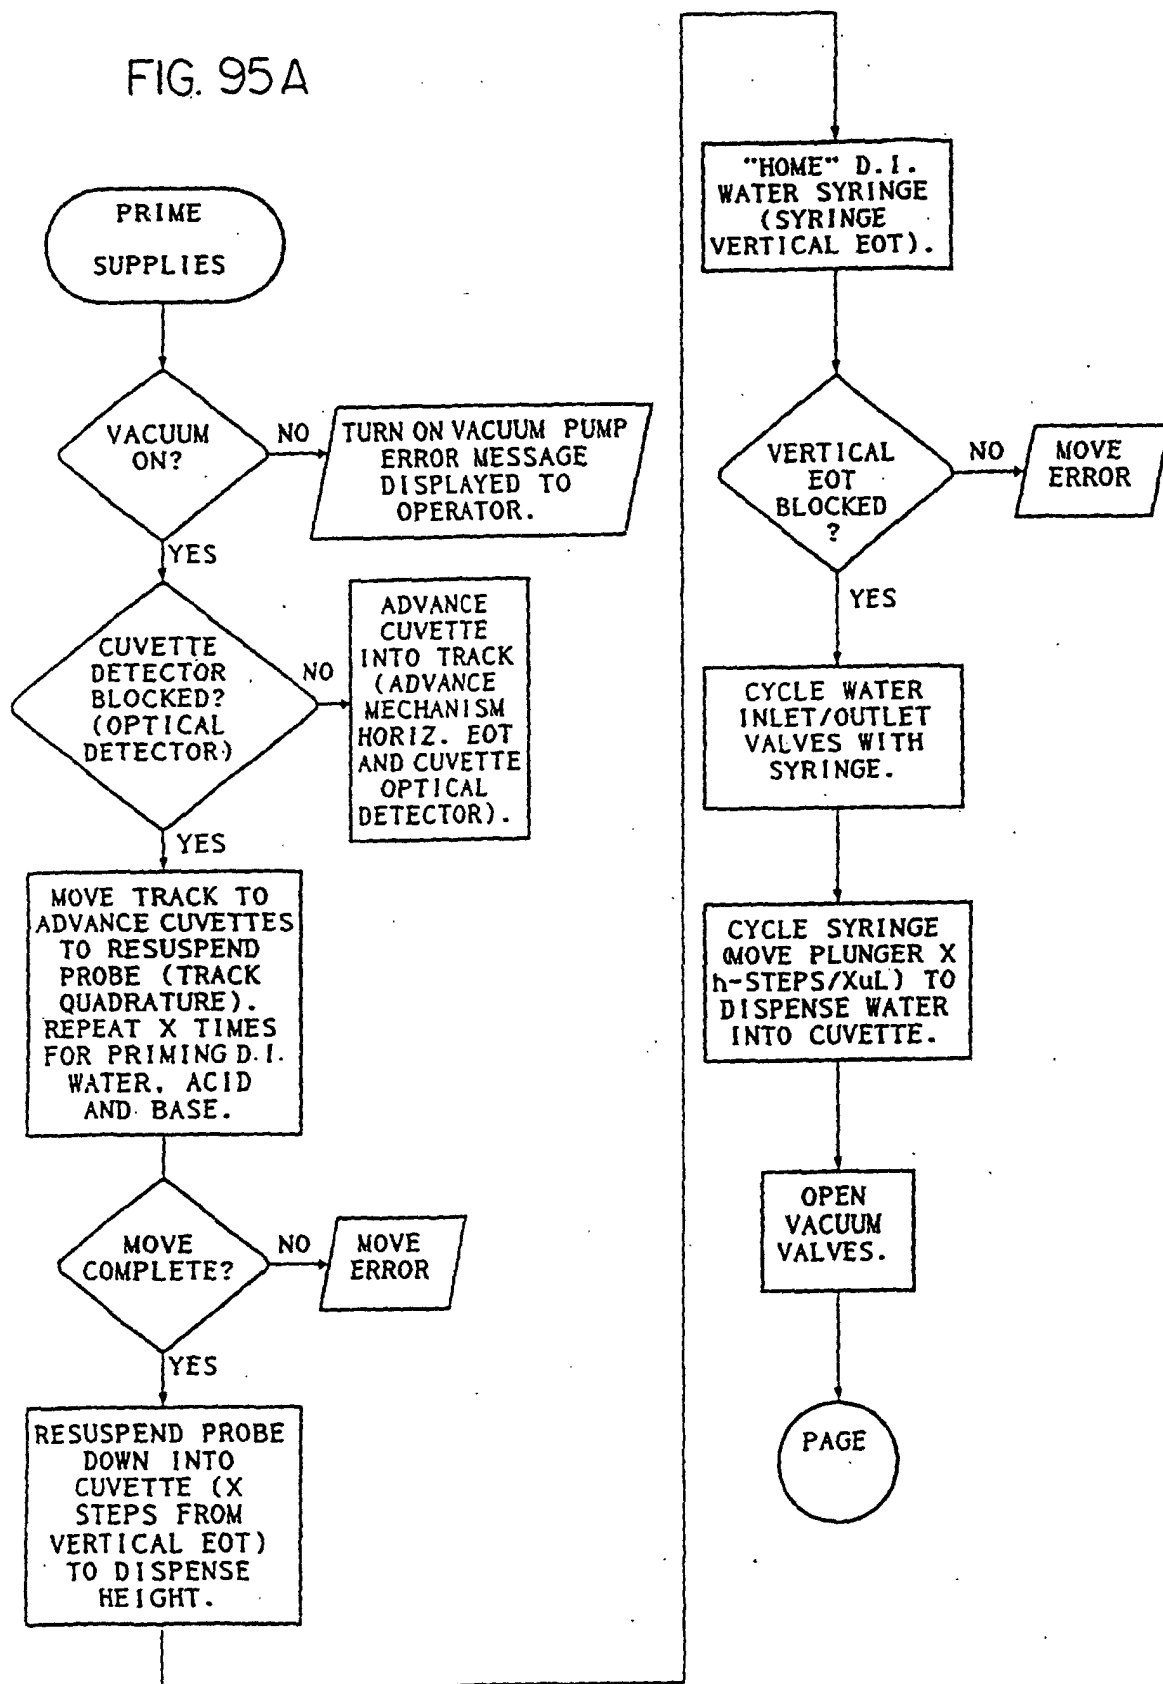 FIG. 95A
PRIME
SUPPLIES
VACUUM
ON?
NO
TURN ON VACUUM PUMP
ERROR MESSAGE
DISPLAYED TO
OPERATOR.
YES
CUVETTE
DETECTOR
BLOCKED?
(OPTICAL
DETECTOR)
NO
ADVANCE
CUVETTE
INTO TRACK
(ADVANCE
MECHANISM
HORIZ. EOT
AND CUVETTE
OPTICAL
DETECTOR).
YES
MOVE TRACK TO
ADVANCE CUVETTES
TO RESUSPEND
PROBE (TRACK
QUADRATURE).
REPEAT X TIMES
FOR PRIMING D.I.
WATER, ACID
AND BASE.
MOVE
COMPLETE?
NO
MOVE
ERROR
YES
RESUSPEND PROBE
DOWN INTO
CUVETTE (X
STEPS FROM
VERTICAL EOT)
TO DISPENSE
HEIGHT.
"HOME" D.I.
WATER SYRINGE
(SYRINGE
VERTICAL EOT).
VERTICAL
EOT
BLOCKED
?
NO
MOVE
ERROR
YES
CYCLE WATER
INLET/OUTLET
VALVES WITH
SYRINGE.
CYCLE SYRINGE
(MOVE PLUNGER X
h-STEPS/XuL) TO
DISPENSE WATER
INTO CUVETTE.
OPEN
VACUUM
VALVES.
PAGE